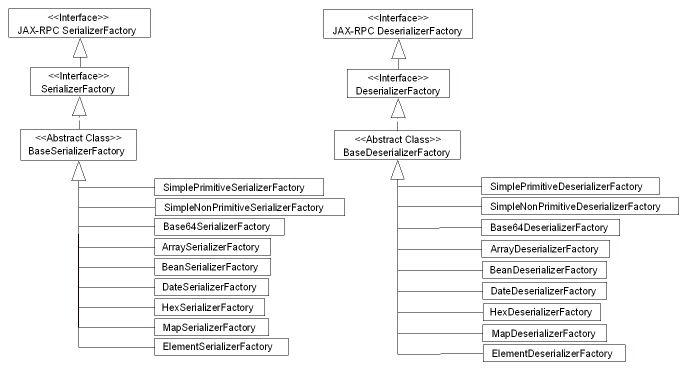 <<Interface>>
JAX-RPC SerializerFactory
<<Interface>>
SerializerFactory
<<Abstract Class>>
BaseSerializerFactory
SimplePrimitiveSerializerFactory
SimpleNonPrimitiveSerializerFactory
Base64SerializerFactory
ArraySerializerFactory
BeanSerializerFactory
DateSerializerFactory
HexSerializerFactory
MapSerializerFactory
ElementSerializerFactory
<<Interface>>
JAX-RPC DeserializerFactory
<<Interface>>
DeserializerFactory
<<Abstract Class>>
BaseDeserializerFactory
SimplePrimitiveDeserializerFactory
SimpleNonPrimitiveDeserializerFactory
Base64DeserializerFactory
ArrayDeserializerFactory
BeanDeserializerFactory
DateDeserializerFactory
HexDeserializerFactory
MapDeserializerFactory
ElementDeserializerFactory